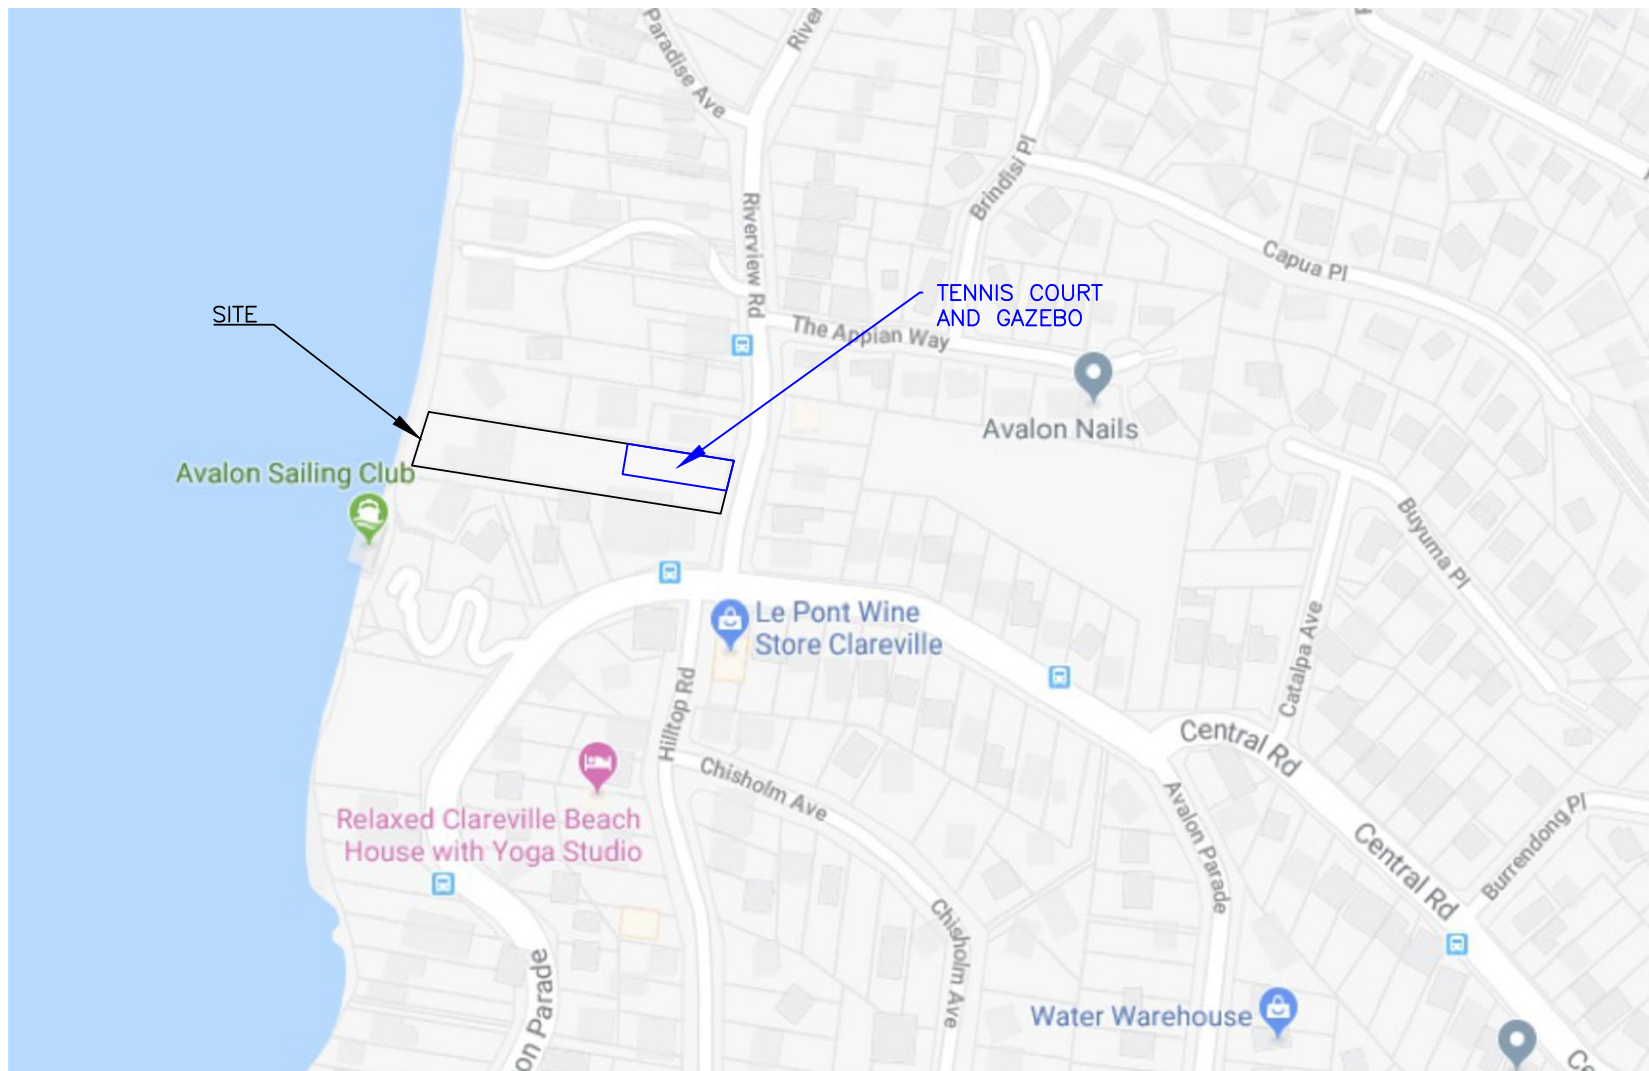 Paradise Ave
River
Riverview Rd
Brindisi Pl
Capua Pl
SITE
TENNIS COURT
AND GAZEBO
The Appian Way
Avalon Nails
Avalon Sailing Club
Buyuma Pl
Le Pont Wine
Store Clareville
Catalpa Ave
Hilltop Rd
Central Rd
Chisholm Ave
Relaxed Clareville Beach
House with Yoga Studio
Avalon Parade
Central Rd
Burrendong Pl
Chisholm Ave
on Parade
Water Warehouse
Ce